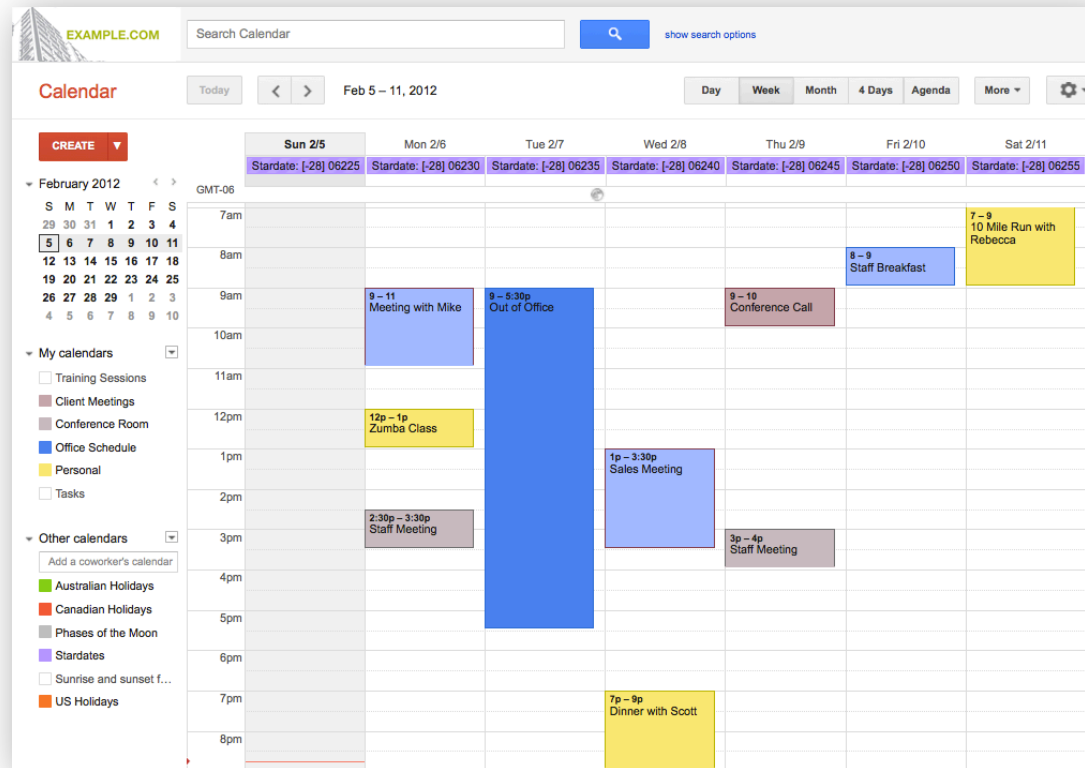 EXAMPLE.COM
Search Calendar
show search options
Calendar
Today
Feb 5 – 11, 2012
Day Week Month 4 Days Agenda
More
CREATE
February 2012
S M T W T F S
29 30 31 1 2 3 4
5 6 7 8 9 10 11
12 13 14 15 16 17 18
19 20 21 22 23 24 25
26 27 28 29 1 2 3
4 5 6 7 8 9 10
My calendars
Training Sessions
Client Meetings
Conference Room
Office Schedule
Personal
Tasks
Other calendars
Add a coworker's calendar
Australian Holidays
Canadian Holidays
Phases of the Moon
Stardates
Sunrise and sunset f...
US Holidays
Sun 2/5 Mon 2/6 Tue 2/7 Wed 2/8 Thu 2/9 Fri 2/10 Sat 2/11
Stardate: [-28] 06225 Stardate: [-28] 06230 Stardate: [-28] 06235 Stardate: [-28] 06240 Stardate: [-28] 06245 Stardate: [-28] 06250 Stardate: [-28] 06255
GMT-06
7am
8am
9am
10am
11am
12pm
1pm
2pm
3pm
4pm
5pm
6pm
7pm
8pm
9 – 11
Meeting with Mike
12p – 1p
Zumba Class
2:30p – 3:30p
Staff Meeting
9 – 5:30p
Out of Office
1p – 3:30p
Sales Meeting
7p – 9p
Dinner with Scott
9 – 10
Conference Call
3p – 4p
Staff Meeting
8 – 9
Staff Breakfast
7 – 9
10 Mile Run with
Rebecca